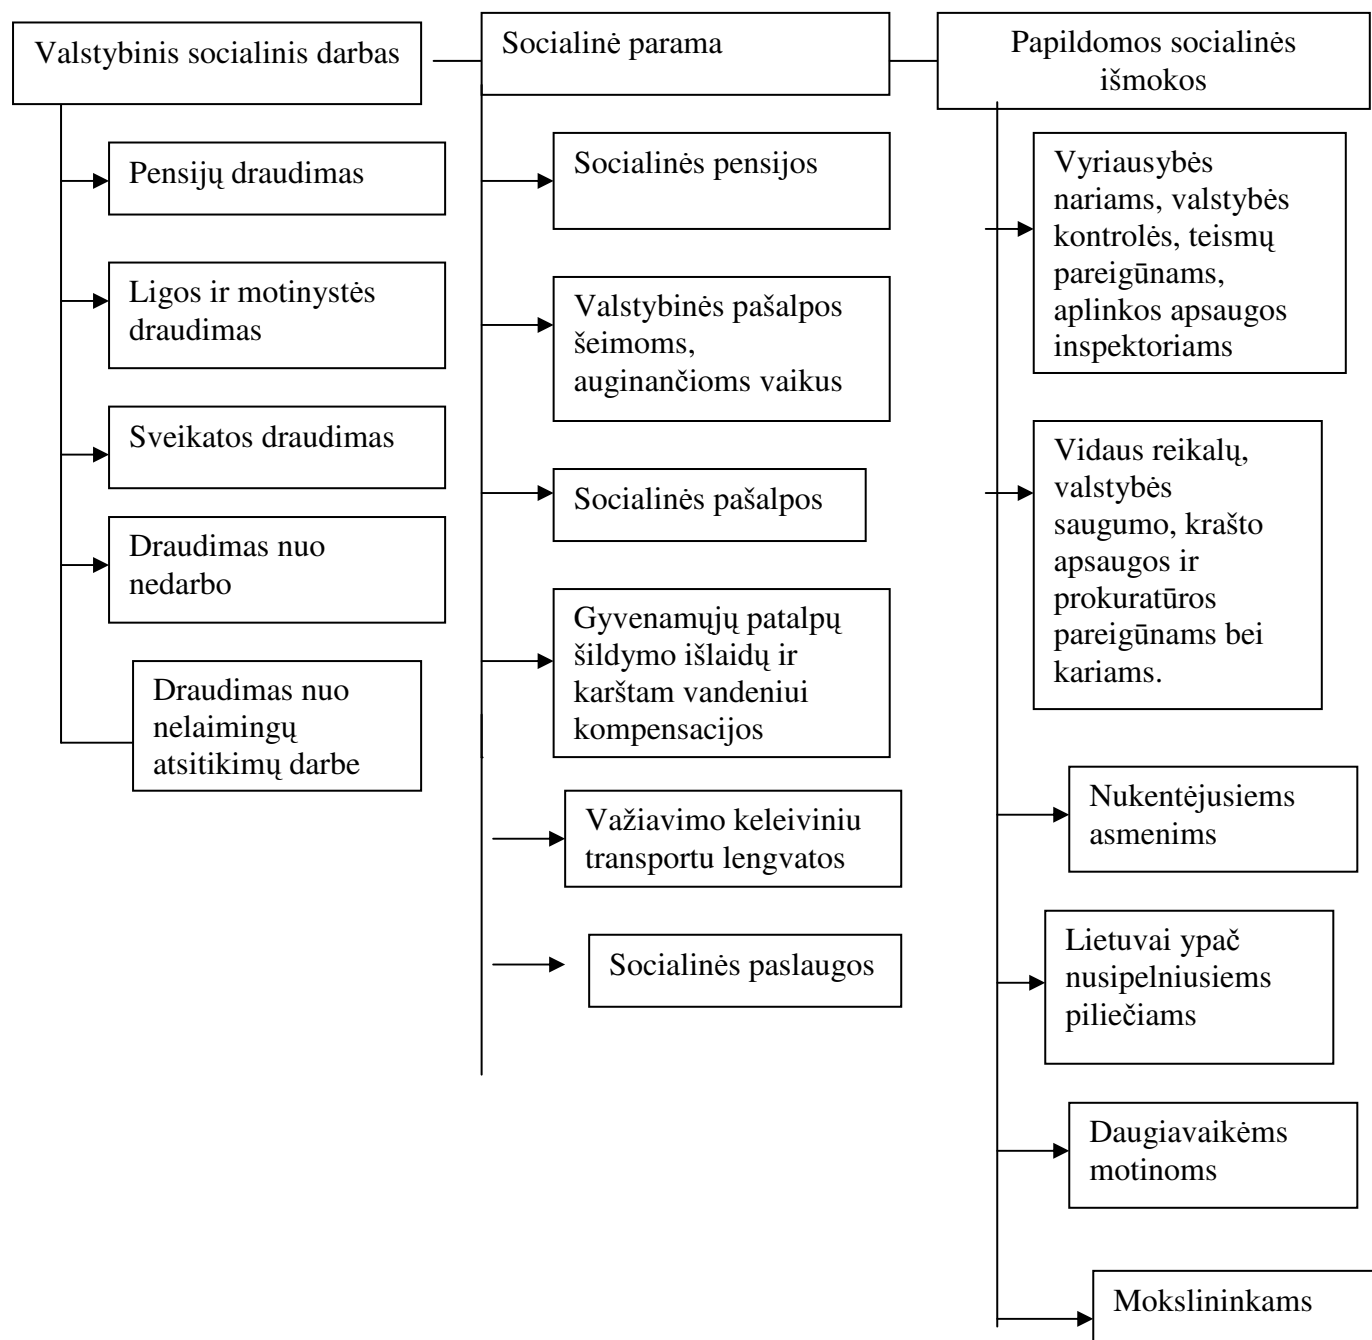 Valstybinis socialinis darbas
Pensijų draudimas
Ligos ir motinystės
draudimas
Sveikatos draudimas
Draudimas nuo
nedarbo
Draudimas nuo
nelaimingų
atsitikimų darbe
Socialinė parama
Socialinės pensijos
Valstybinės pašalpos
šeimoms,
auginančioms vaikus
Socialinės pašalpos
Gyvenamųjų patalpų
šildymo išlaidų ir
karštam vandeniui
kompensacijos
Važiavimo keleiviniu
transportu lengvatos
Socialinės paslaugos
Papildomos socialinės
išmokos
Vyriausybės
nariams, valstybės
kontrolės, teismų
pareigūnams,
aplinkos apsaugos
inspektoriams
Vidaus reikalų,
valstybės
saugumo, krašto
apsaugos ir
prokuratūros
pareigūnams bei
kariams.
Nukentėjusiems
asmenims
Lietuvai ypač
nusipelniusiems
piliečiams
Daugiavaikėms
motinoms
Mokslininkams